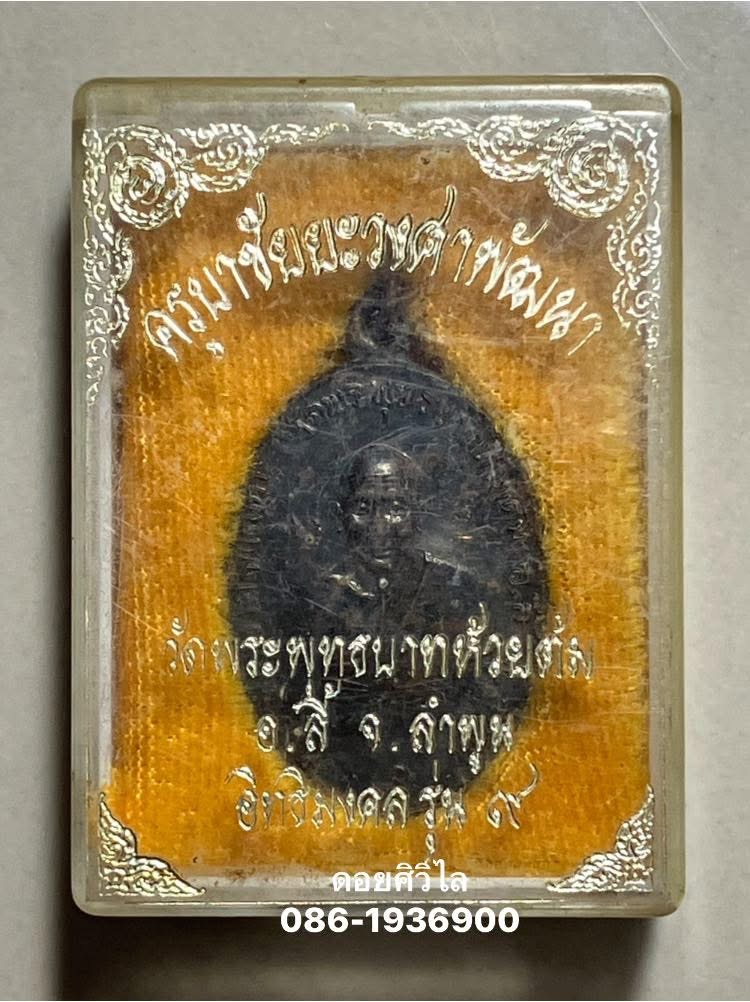 ครูบาชัยยะวงศาพัฒนา
วัดพระพุทธบาทห้วยต้ม
อ.ลี้ จ.ลำพูน
อิทธิมงคล รุ่น ๙
ดอยศิวิไล
086-1936900